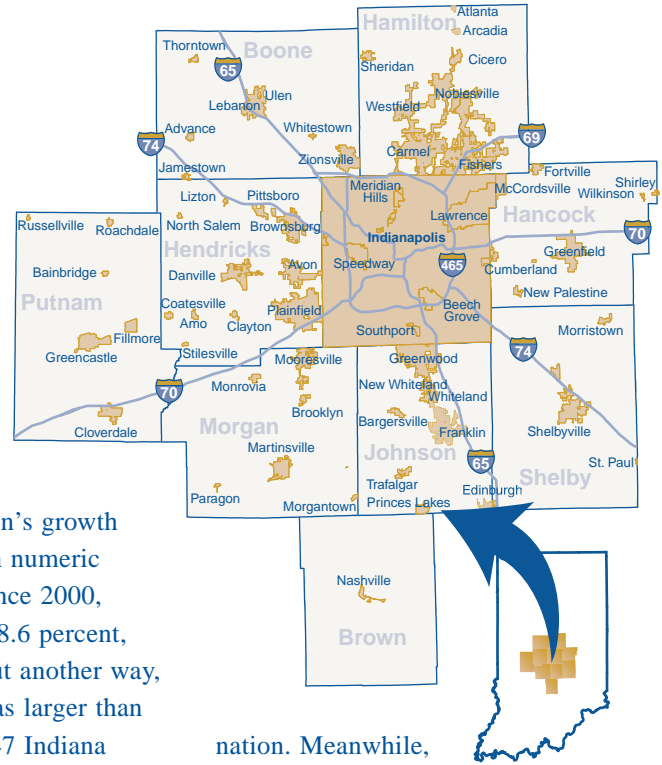 Atlanta
Hamilton
Arcadia
Thorntown
Boone
Cicero
Sheridan
65
Ulen
Lebanon
Noblesville
Westfield
Advance
Whitestown
74
69
Carmel
Zionsville
Fishers
Jamestown
Fortville
Meridian
Hills
McCordsville
Shirley
Wilkinson
Lizton
Pittsboro
Lawrence
Hancock
Russellville
Roachdale
North Salem
Brownsburg
Indianapolis
70
Hendricks
Greenfield
Avon
Speedway
465
Cumberland
Bainbridge
Danville
Putnam
New Palestine
Coatesville
Plainfield
Beech
Grove
Amo
Clayton
Morristown
Fillmore
Southport
Greencastle
Stilesville
Mooresville
Greenwood
74
70
Monrovia
New Whiteland
Whiteland
Brooklyn
Bargersville
Cloverdale
Morgan
Franklin
Shelbyville
Martinsville
Johnson
65
St. Paul
Shelby
Trafalgar
Paragon
Morgantown
Princes Lakes
Edinburgh
n’s growth
n numeric
nce 2000,
8.6 percent,
ut another way,
as larger than
47 Indiana
Nashville
Brown
nation. Meanwhile,